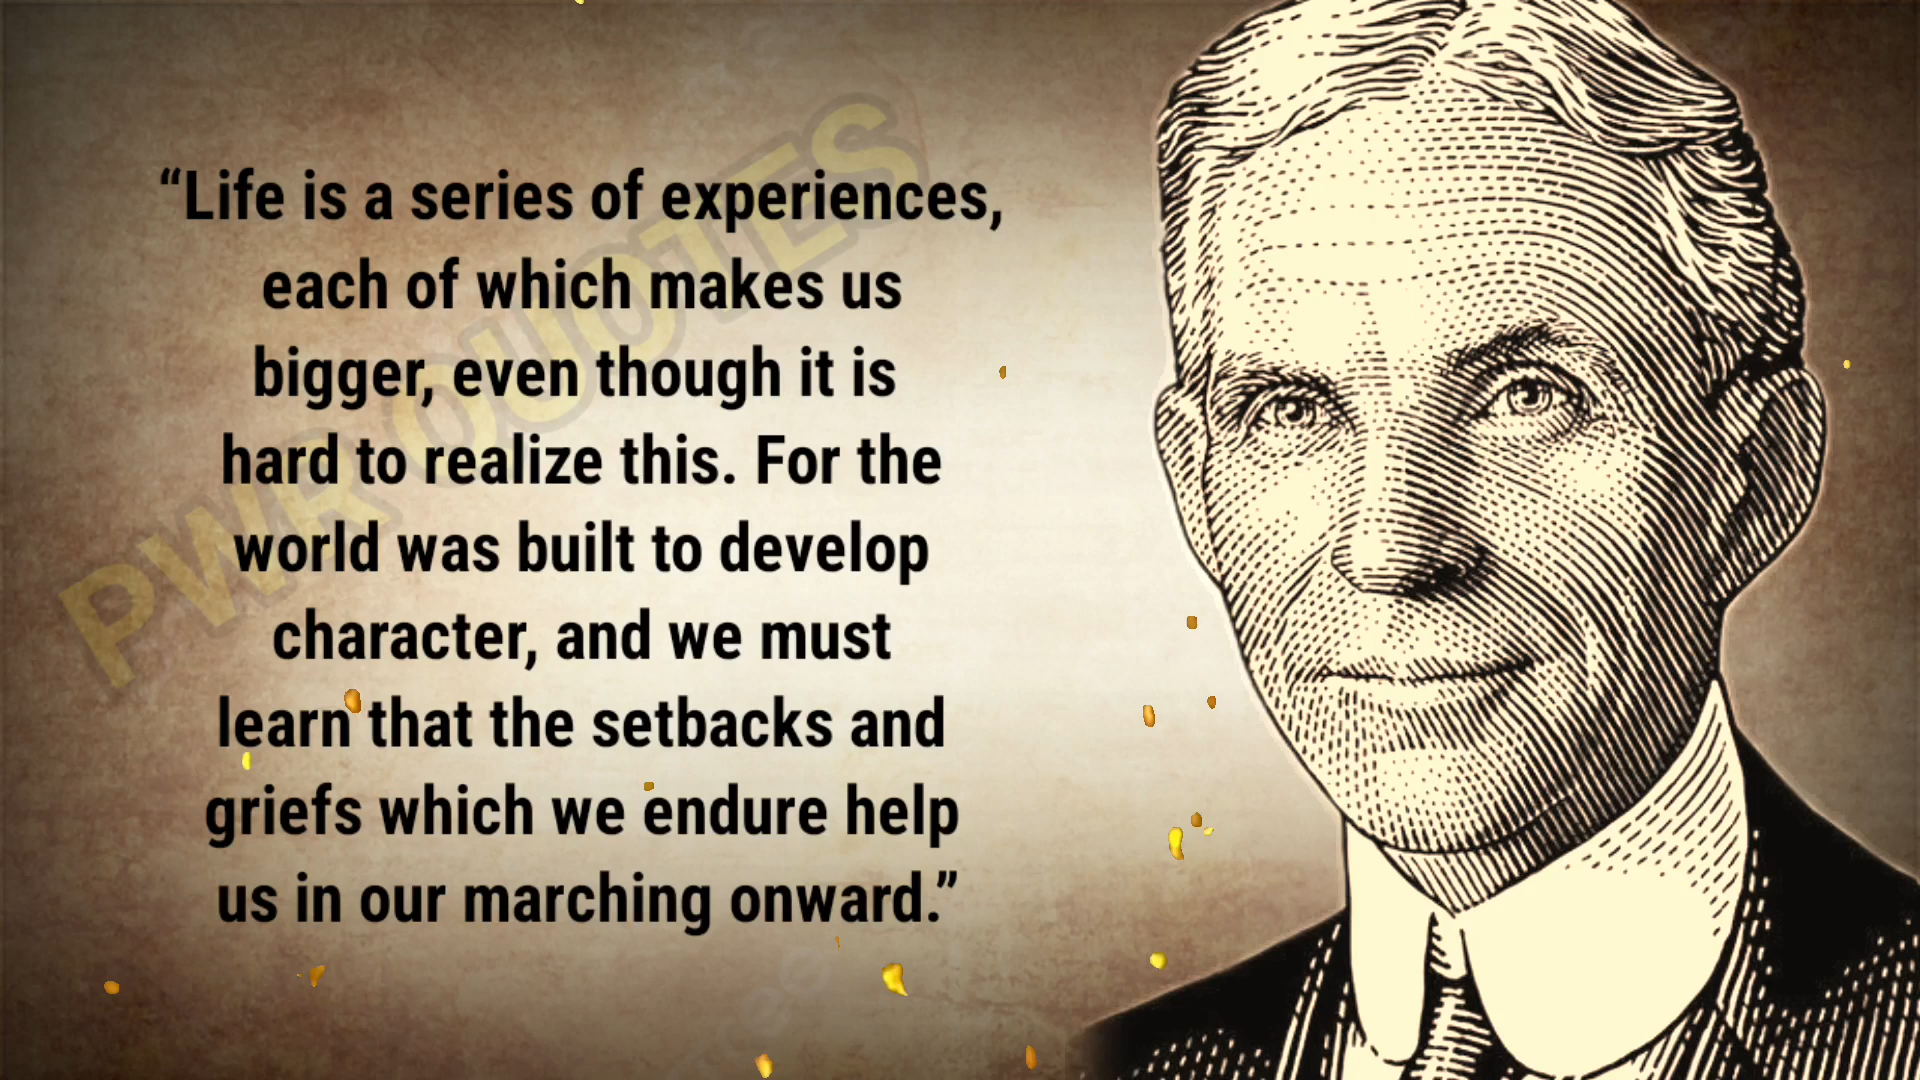 “Life is a series of experiences,
each of which makes us
bigger, even though it is
hard to realize this. For the
world was built to develop
character, and we must
learn that the setbacks and
griefs which we endure help
us in our marching onward.”
PWR QUOTES